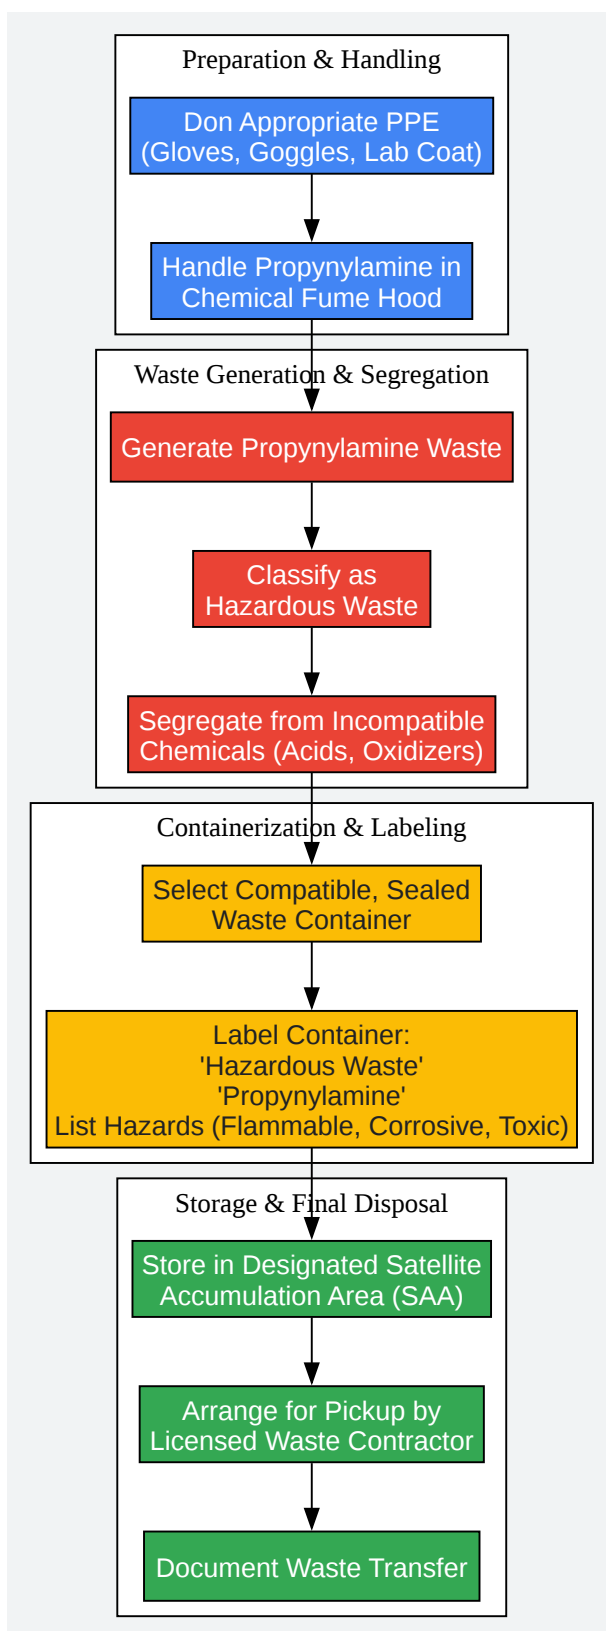 Preparation & Handling
Don Appropriate PPE
(Gloves, Goggles, Lab Coat)
Handle Propynylamine in
Chemical Fume Hood
Waste Generation & Segregation
Generate Propynylamine Waste
Classify as
Hazardous Waste
Segregate from Incompatible
Chemicals (Acids, Oxidizers)
Containerization & Labeling
Select Compatible, Sealed
Waste Container
Label Container:
'Hazardous Waste'
'Propynylamine'
List Hazards (Flammable, Corrosive, Toxic)
Storage & Final Disposal
Store in Designated Satellite
Accumulation Area (SAA)
Arrange for Pickup by
Licensed Waste Contractor
Document Waste Transfer